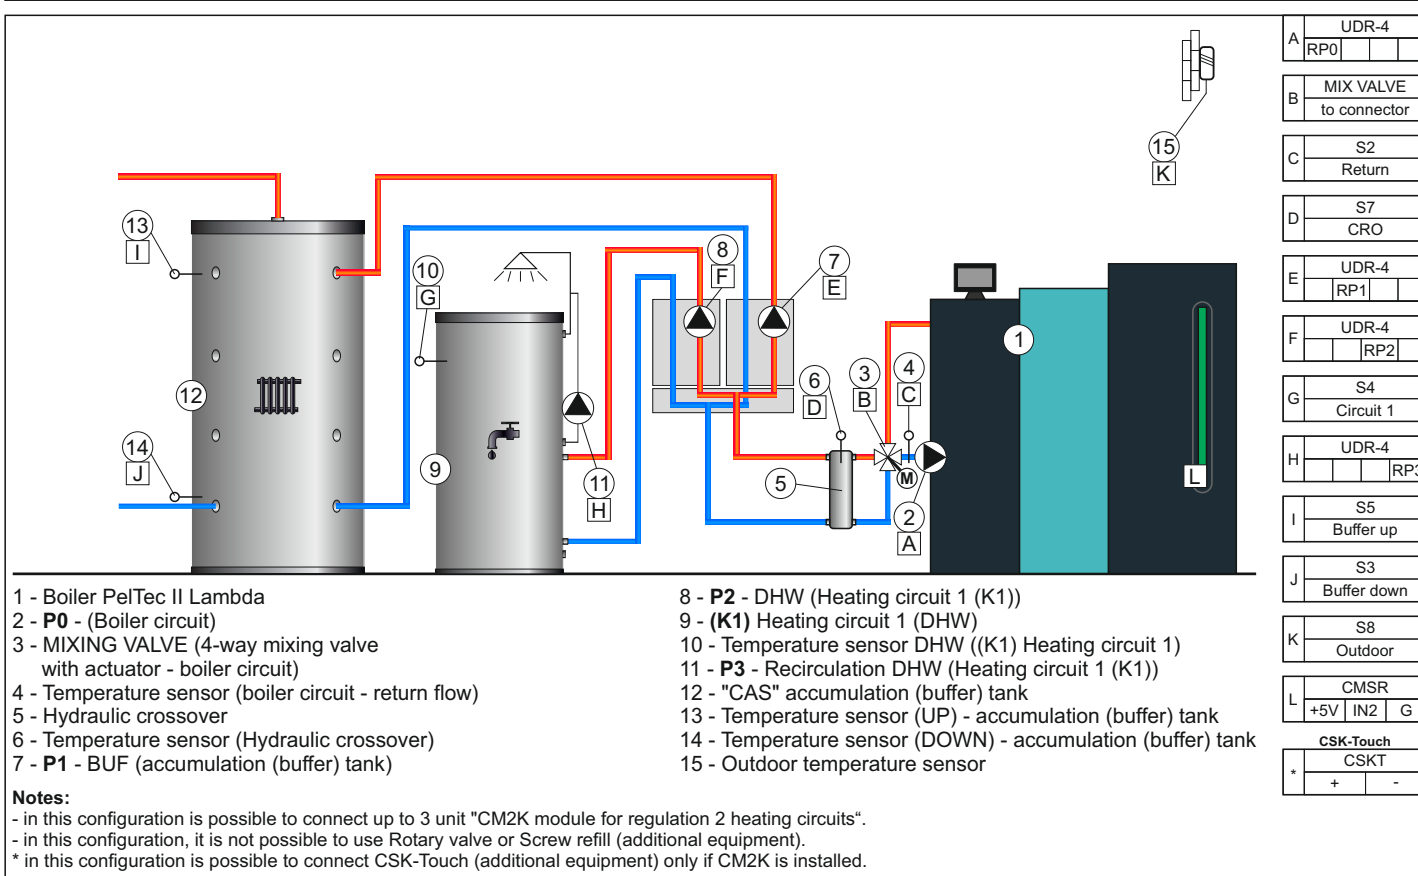 15
K
13
I
8
F
7
E
10
G
1
6
D
3
B
4
C
12
14
J
9
11
H
5
M
2
A
L
1 - Boiler PelTec II Lambda
2 - P0 - (Boiler circuit)
3 - MIXING VALVE (4-way mixing valve
with actuator - boiler circuit)
4 - Temperature sensor (boiler circuit - return flow)
5 - Hydraulic crossover
6 - Temperature sensor (Hydraulic crossover)
7 - P1 - BUF (accumulation (buffer) tank)
8 - P2 - DHW (Heating circuit 1 (K1))
9 - (K1) Heating circuit 1 (DHW)
10 - Temperature sensor DHW ((K1) Heating circuit 1)
11 - P3 - Recirculation DHW (Heating circuit 1 (K1))
12 - "CAS" accumulation (buffer) tank
13 - Temperature sensor (UP) - accumulation (buffer) tank
14 - Temperature sensor (DOWN) - accumulation (buffer) tank
15 - Outdoor temperature sensor
Notes:
- in this configuration is possible to connect up to 3 unit "CM2K module for regulation 2 heating circuits“.
- in this configuration, it is not possible to use Rotary valve or Screw refill (additional equipment).
* in this configuration is possible to connect CSK-Touch (additional equipment) only if CM2K is installed.
A UDR-4
RP0
B MIX VALVE
to connector
C S2
Return
D S7
CRO
E UDR-4
RP1
F UDR-4
RP2
G S4
Circuit 1
H UDR-4
RP3
I S5
Buffer up
J S3
Buffer down
K S8
Outdoor
L CMSR
+5V IN2 G
CSK-Touch
* CSKT
+ -